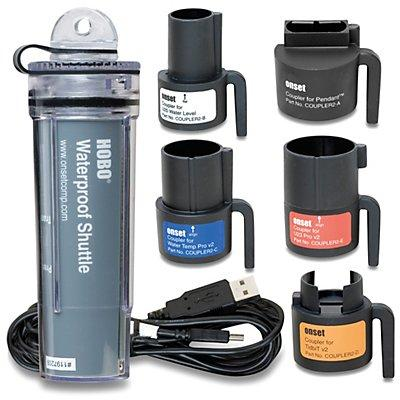 HOBO®
Waterproof Shuttle
www.onsetcomp.com
onset
Coupler for
U20 Water Level
Part No. COUPLER2-B
onset
Coupler for Pendant™
Part No. COUPLER2-A
onset
Coupler for
Water Temp Pro v2
Part No. COUPLER2-C
onset
Coupler for
U23 Pro v2
Part No. COUPLER2-E
onset
Coupler for
TidbiT v2
Part No. COUPLER2-D